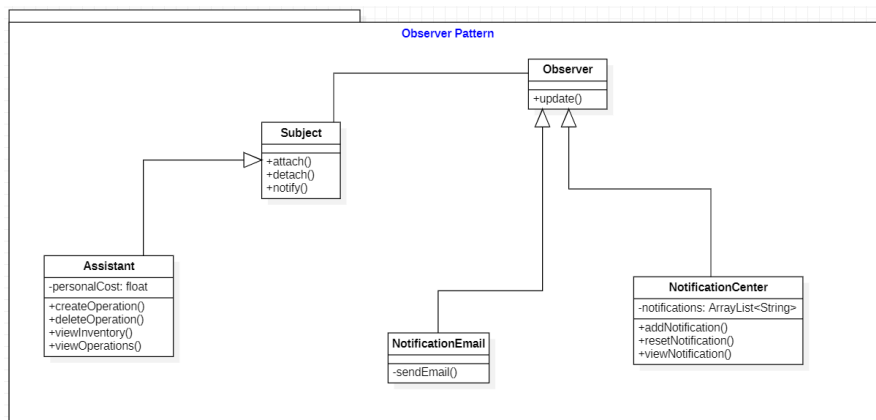 Observer Pattern
Observer
+update()
Subject
+attach()
+detach()
+notify()
Assistant
-personalCost: float
+createOperation()
+deleteOperation()
+viewInventory()
+viewOperations()
NotificationEmail
-sendEmail()
NotificationCenter
-notifications: ArrayList<String>
+addNotification()
+resetNotification()
+viewNotification()